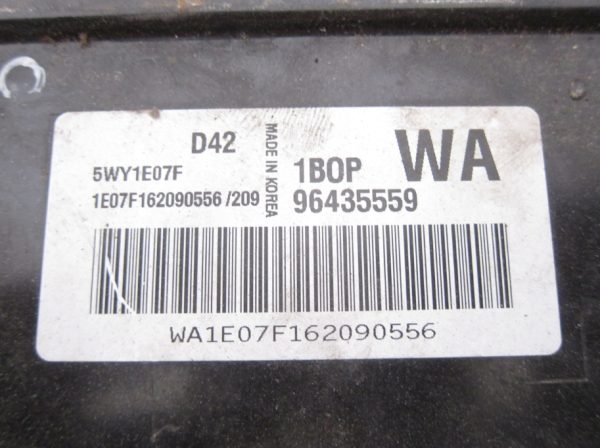 D42
5WY1E07F
1E07F162090556 /209
MADE IN KOREA
1BOP
WA
96435559
WA1E07F162090556